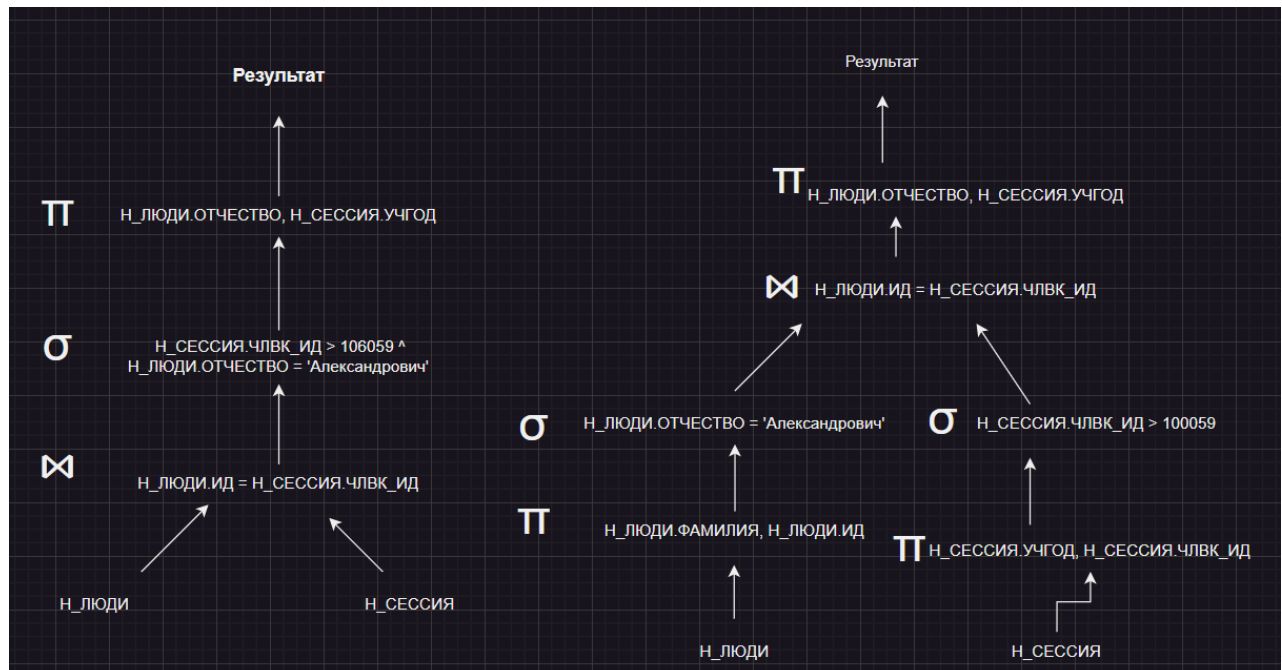 Результат
π Н_ЛЮДИ.ОТЧЕСТВО, Н_СЕССИЯ.УЧГОД
σ Н_СЕССИЯ.ЧЛВК_ИД > 106059 ^
Н_ЛЮДИ.ОТЧЕСТВО = 'Александрович'
⋈ Н_ЛЮДИ.ИД = Н_СЕССИЯ.ЧЛВК_ИД
Н_ЛЮДИ
Н_СЕССИЯ
Результат
π Н_ЛЮДИ.ОТЧЕСТВО, Н_СЕССИЯ.УЧГОД
⋈ Н_ЛЮДИ.ИД = Н_СЕССИЯ.ЧЛВК_ИД
σ Н_ЛЮДИ.ОТЧЕСТВО = 'Александрович'
σ Н_СЕССИЯ.ЧЛВК_ИД > 100059
π Н_ЛЮДИ.ФАМИЛИЯ, Н_ЛЮДИ.ИД
π Н_СЕССИЯ.УЧГОД, Н_СЕССИЯ.ЧЛВК_ИД
Н_ЛЮДИ
Н_СЕССИЯ